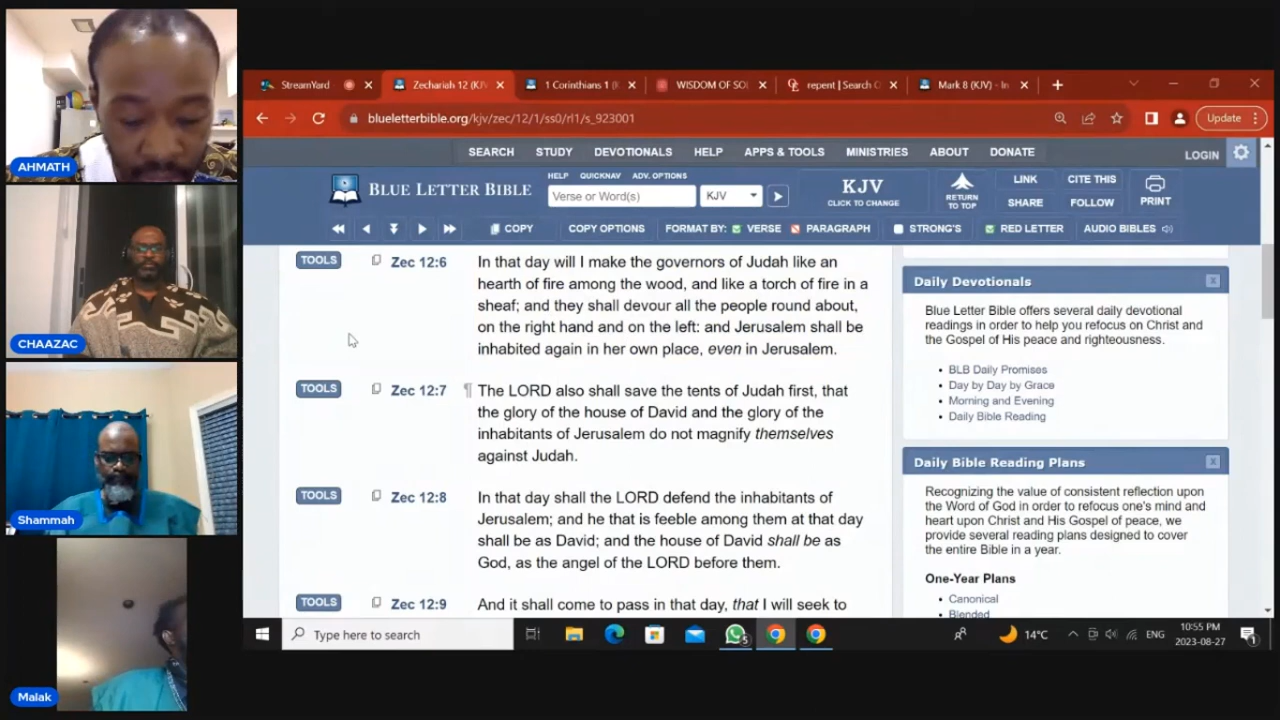 AHMATH
CHAAZAC
Shammah
Malak
StreamYard
Zechariah 12 (KJV
1 Corinthians 1 (
WISDOM OF SOL
repent | Search O
Mark 8 (KJV) - In
blueletterbible.org/kjv/zec/12/1/ss0/rl1/s_923001
Update
SEARCH STUDY DEVOTIONALS HELP APPS & TOOLS MINISTRIES ABOUT DONATE
LOGIN
BLUE LETTER BIBLE
HELP QUICKNAV ADV. OPTIONS
Verse or Word(s)
KJV
KJV
CLICK TO CHANGE
RETURN
TO TOP
LINK
SHARE
CITE THIS
FOLLOW
PRINT
COPY COPY OPTIONS FORMAT BY: VERSE PARAGRAPH STRONG'S RED LETTER AUDIO BIBLES
TOOLS Zec 12:6 In that day will I make the governors of Judah like an
hearth of fire among the wood, and like a torch of fire in a
sheaf; and they shall devour all the people round about,
on the right hand and on the left: and Jerusalem shall be
inhabited again in her own place, even in Jerusalem.
TOOLS Zec 12:7 ¶ The LORD also shall save the tents of Judah first, that
the glory of the house of David and the glory of the
inhabitants of Jerusalem do not magnify themselves
against Judah.
TOOLS Zec 12:8 In that day shall the LORD defend the inhabitants of
Jerusalem; and he that is feeble among them at that day
shall be as David; and the house of David shall be as
God, as the angel of the LORD before them.
TOOLS Zec 12:9 And it shall come to pass in that day, that I will seek to
Daily Devotionals
Blue Letter Bible offers several daily devotional
readings in order to help you refocus on Christ and
the Gospel of His peace and righteousness.
BLB Daily Promises
Day by Day by Grace
Morning and Evening
Daily Bible Reading
Daily Bible Reading Plans
Recognizing the value of consistent reflection upon
the Word of God in order to refocus one's mind and
heart upon Christ and His Gospel of peace, we
provide several reading plans designed to cover
the entire Bible in a year.
One-Year Plans
Canonical
Blended
Type here to search
5
14°C
ENG
10:55 PM
2023-08-27
1